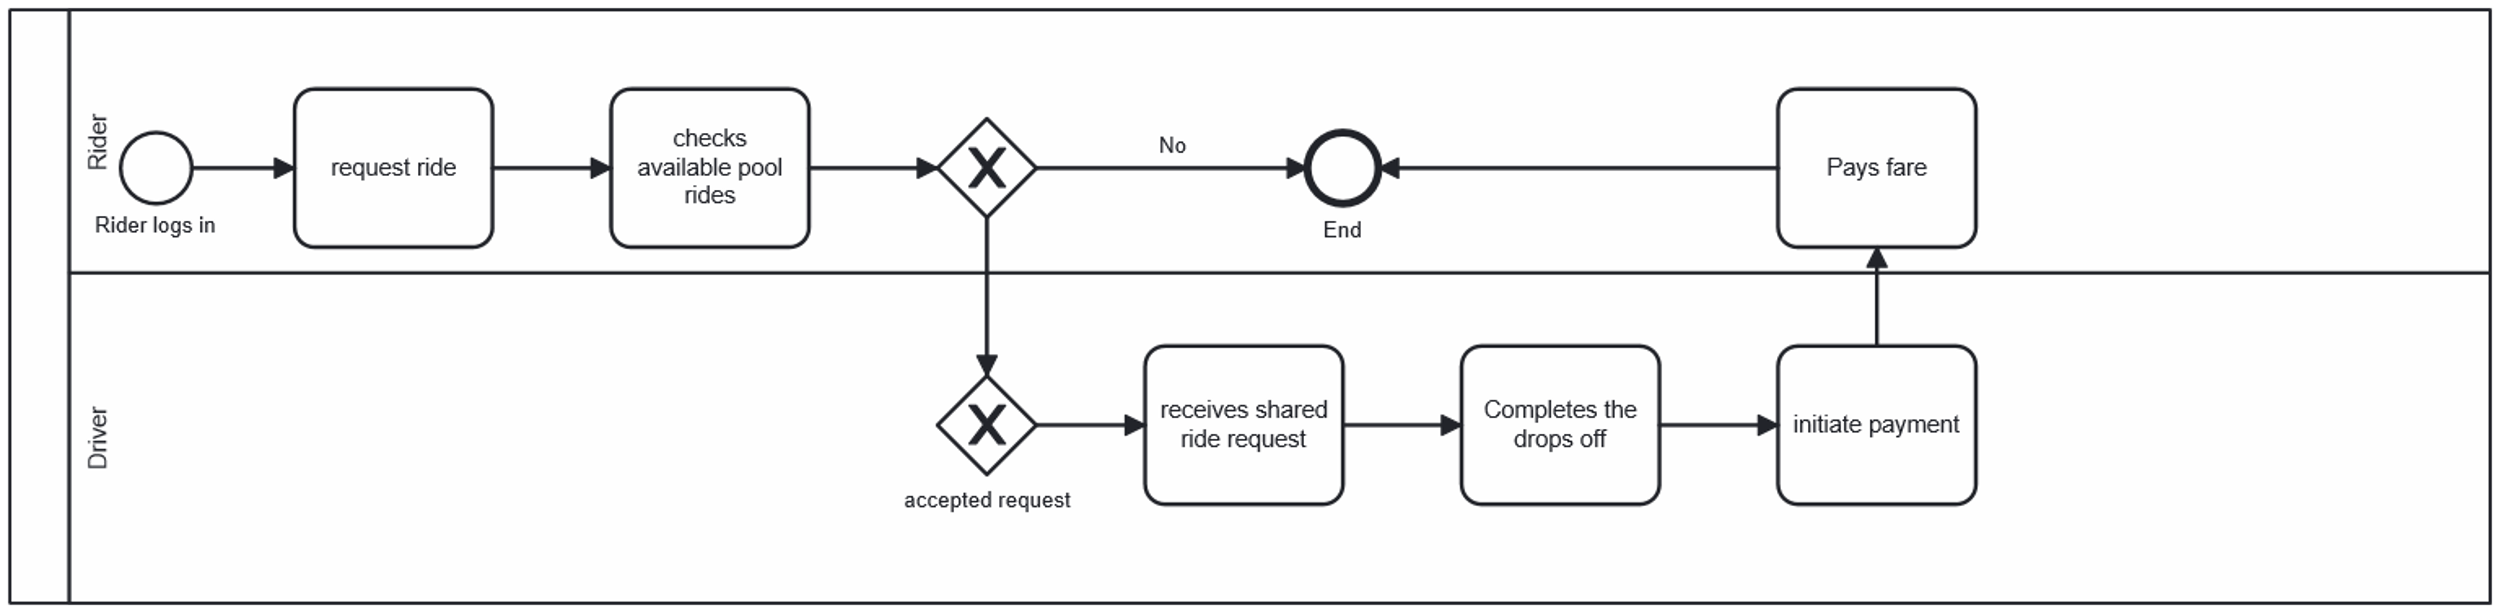 Rider
Rider logs in
request ride
checks
available pool
rides
No
End
Pays fare
Driver
accepted request
receives shared
ride request
Completes the
drops off
initiate payment